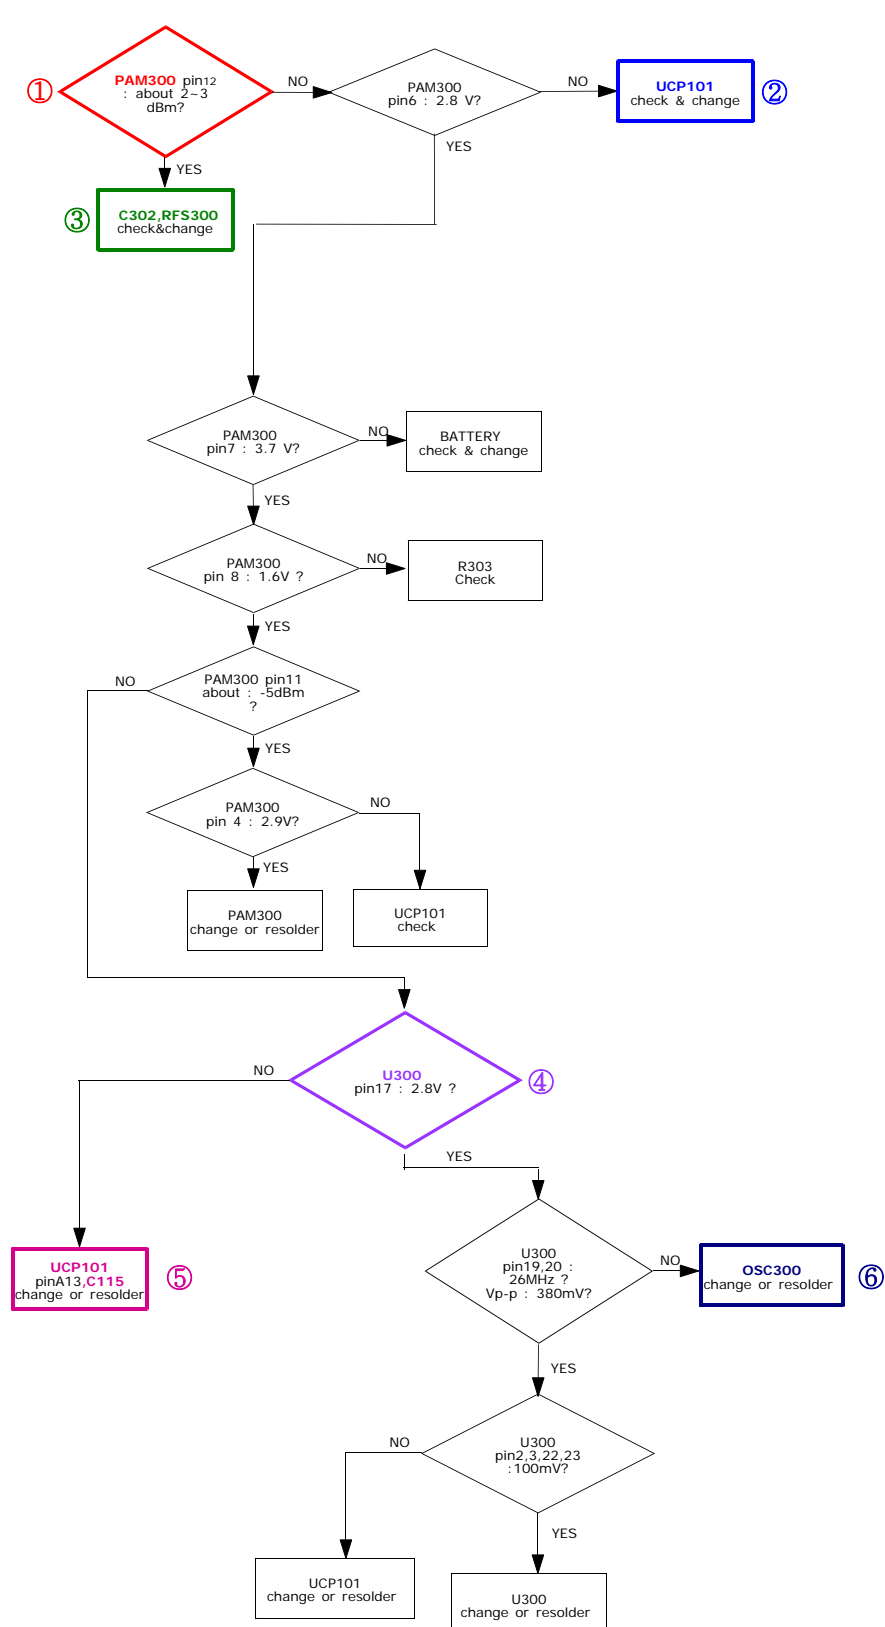 ①
PAM300 pin12
: about 2~3
dBm?
NO
PAM300
pin6 : 2.8 V?
NO
UCP101
check & change
②
YES
YES
③
C302,RFS300
check&change
PAM300
pin7 : 3.7 V?
NO
BATTERY
check & change
YES
PAM300
pin 8 : 1.6V ?
NO
R303
Check
YES
NO
PAM300 pin11
about : -5dBm
?
YES
PAM300
pin 4 : 2.9V?
NO
YES
PAM300
change or resolder
UCP101
check
U300
pin17 : 2.8V ?
④
NO
YES
UCP101
pinA13,C115
change or resolder
⑤
U300
pin19,20 :
26MHz ?
Vp-p : 380mV?
NO
OSC300
change or resolder
⑥
YES
U300
pin2,3,22,23
:100mV?
NO
YES
UCP101
change or resolder
U300
change or resolder